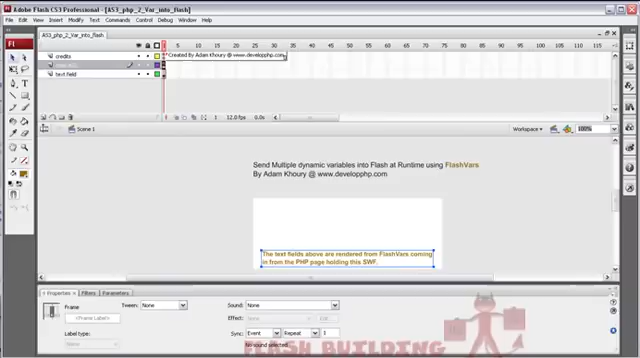 Adobe Flash CS3 Professional - [AS3_php_2_Var_into_flash]
File Edit View Insert Modify Text Commands Control Debug Window Help
AS3_php_2_Var_into_flash
Fl
1 5 10 15 20 25 30 35 40 45 50 55 60 65 70 75 80 85 90 95 100 105 110 115
credits
Created By Adam Khoury @ www.developphp.com
text field
1 12.0 fps 0.0s
Scene 1
Workspace
100%
Send Multiple dynamic variables into Flash at Runtime using FlashVars
By Adam Khoury @ www.developphp.com
The text fields above are rendered from FlashVars coming
in from the PHP page holding this SWF.
Properties Filters Parameters
Frame
Tween: None
Sound: None
<Frame Label>
Effect:
Label type:
Sync: Event Repeat 1
No sound selected.
FLASH BUILDING